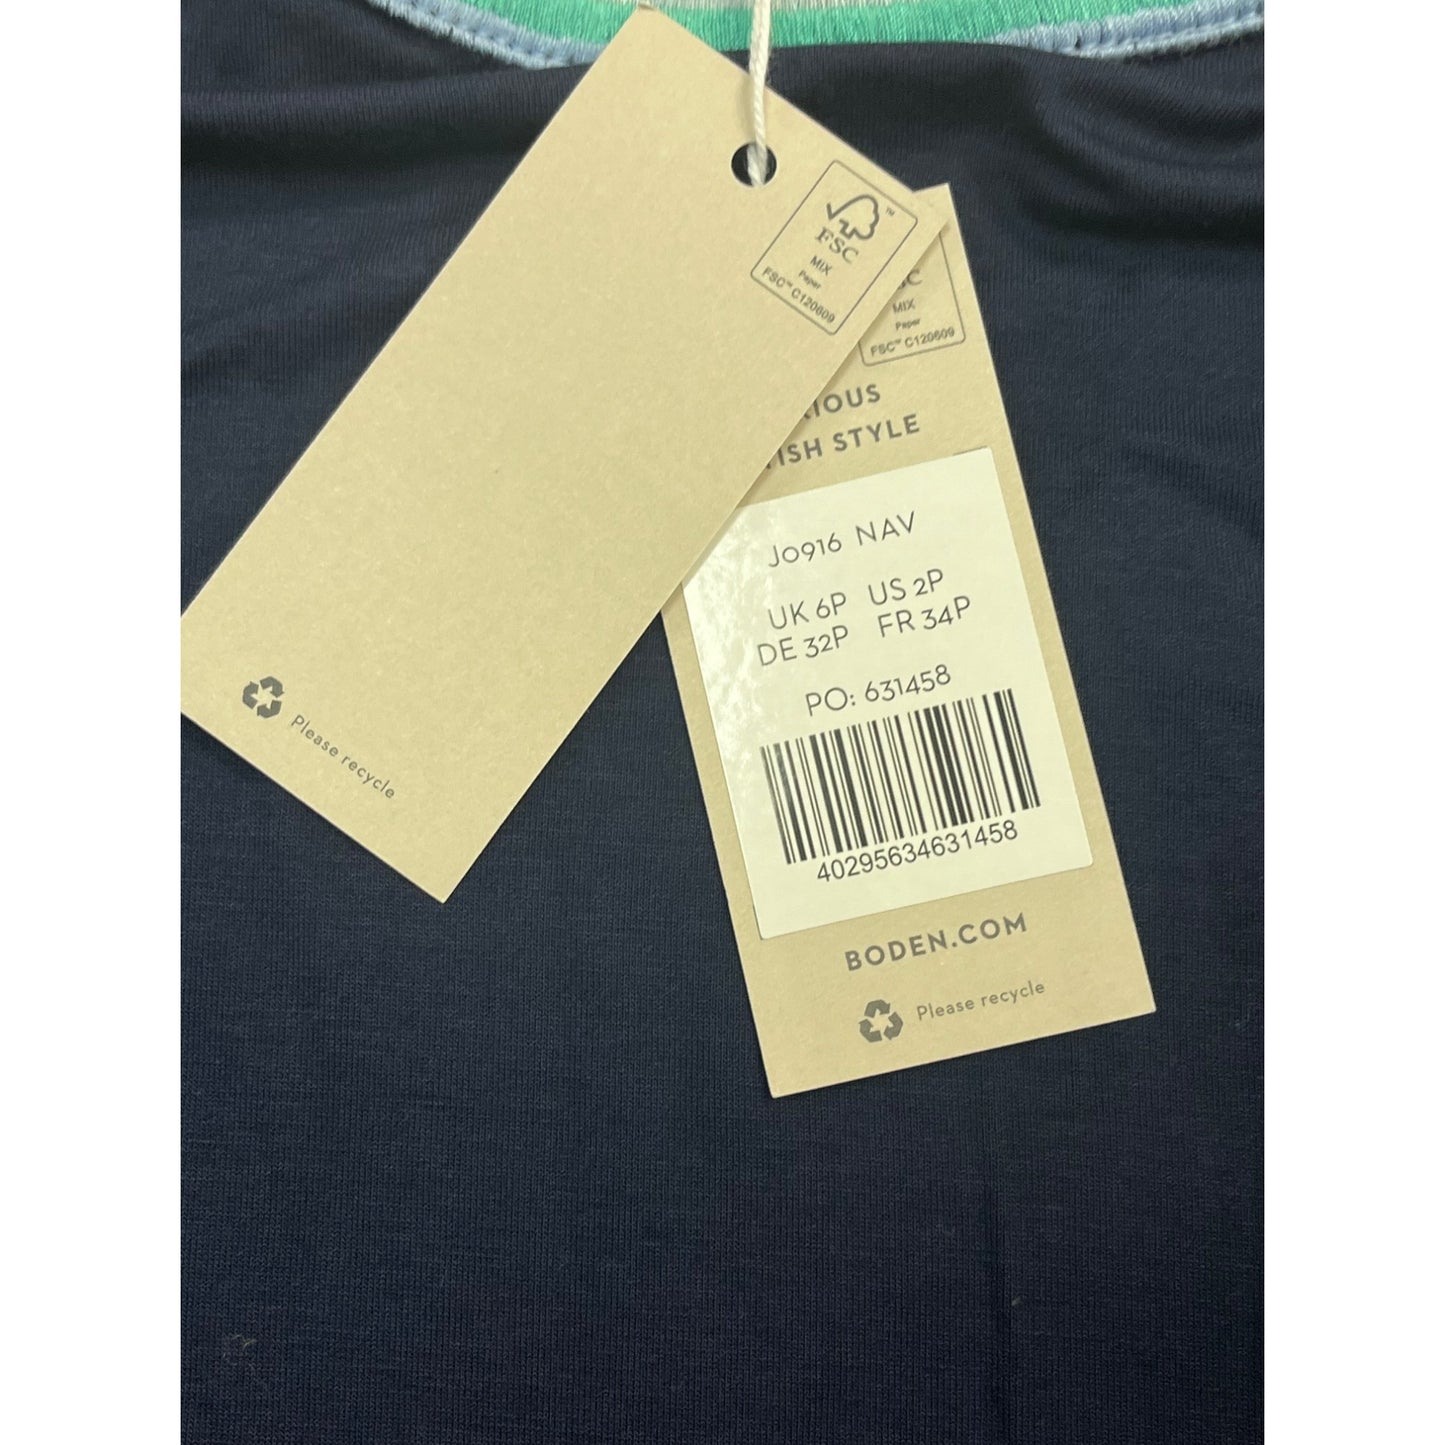 FSC
™
MIX
Paper
FSC™ C120609
Please recycle
MIX
Paper
FSC™ C120609
STYLE
J0916 NAV
UK 6P US 2P
DE 32P FR 34P
PO: 631458
40295634631458
BODEN.COM
Please recycle